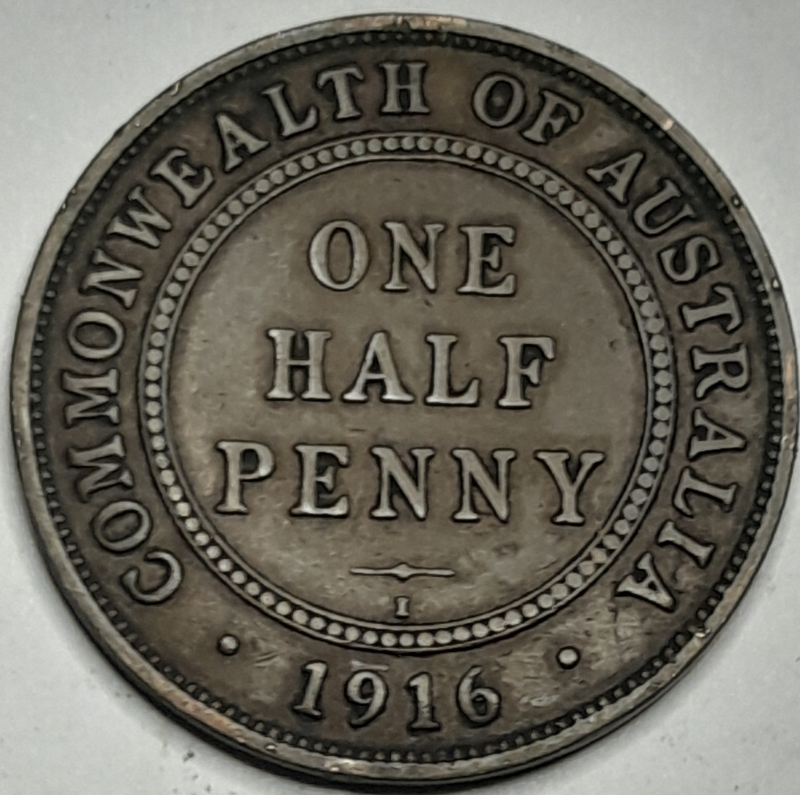 COMMONWEALTH OF AUSTRALIA
ONE
HALF
PENNY
I
· 1916 ·